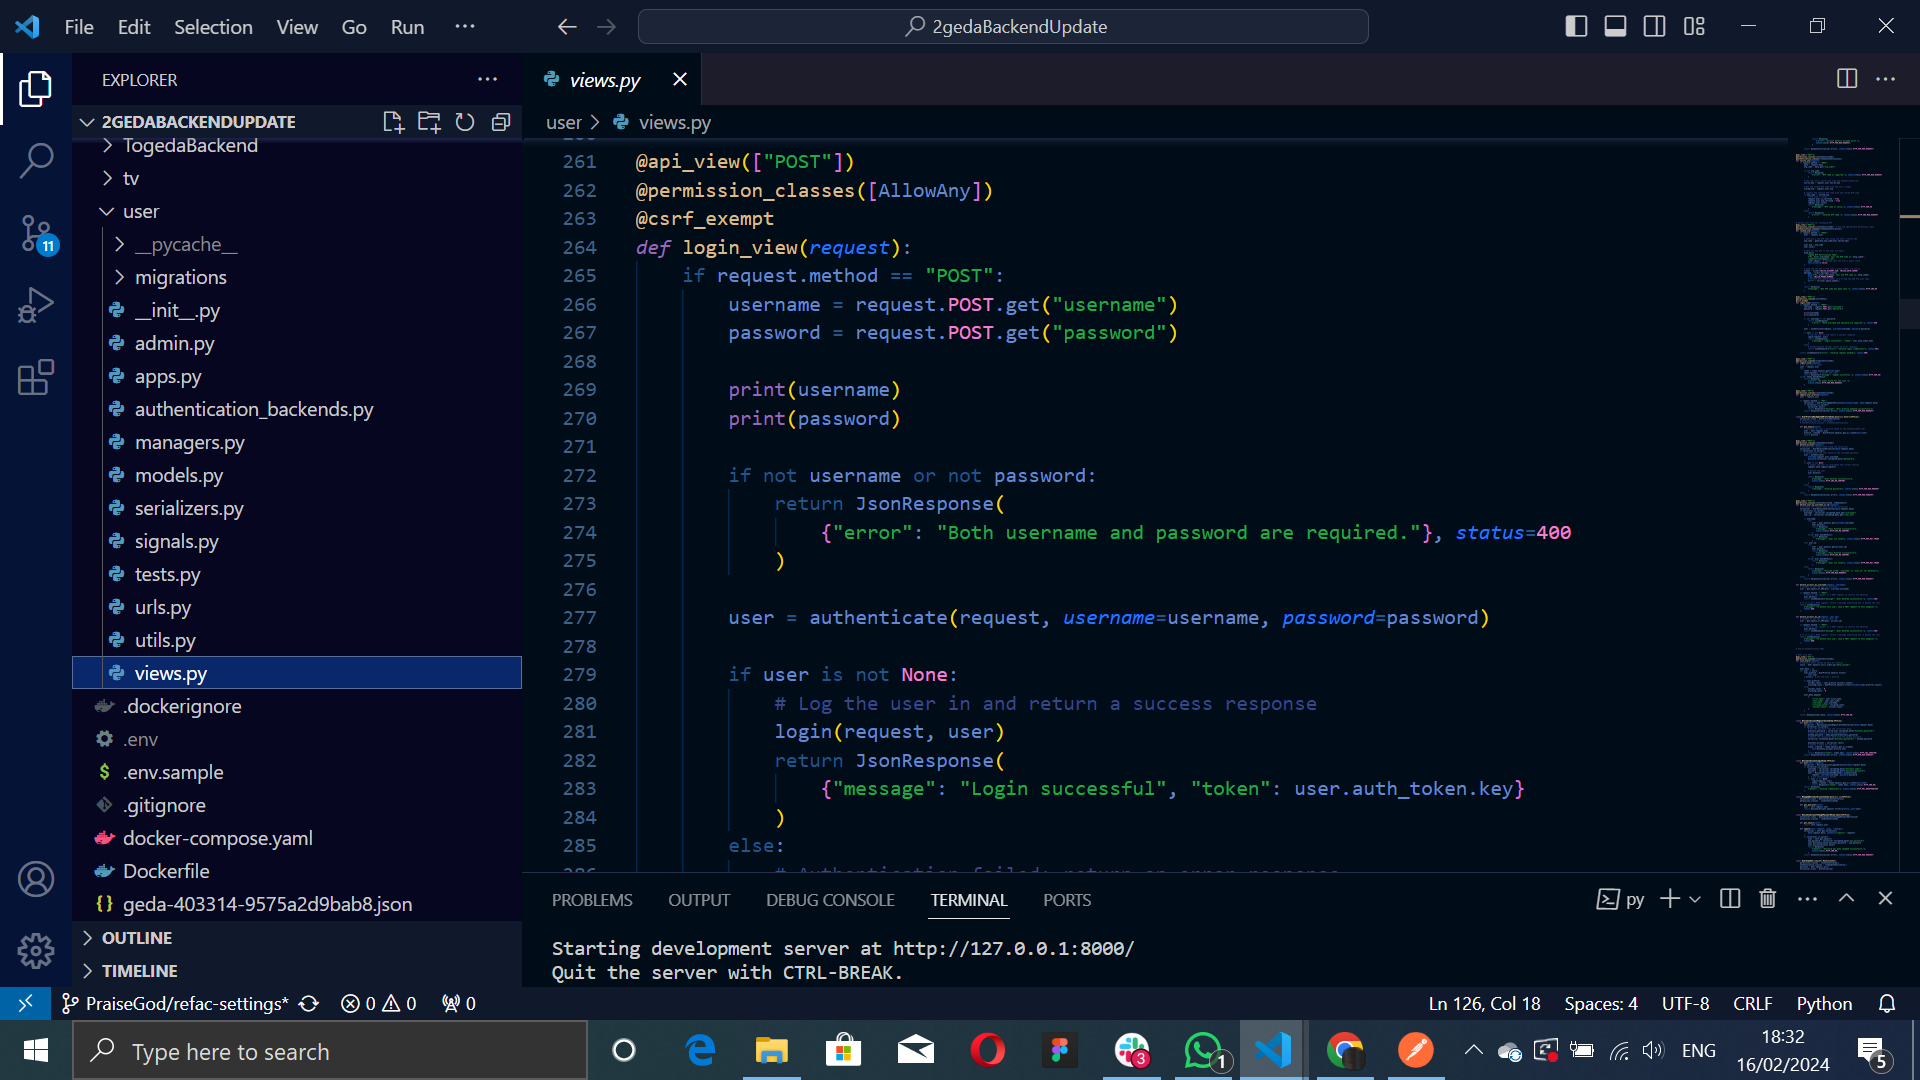 File Edit Selection View Go Run ···
2gedaBackendUpdate
EXPLORER
2GEDABACKENDUPDATE
TogedaBackend
tv
user
__pycache__
migrations
__init__.py
admin.py
apps.py
authentication_backends.py
managers.py
models.py
serializers.py
signals.py
tests.py
urls.py
utils.py
views.py
.dockerignore
.env
.env.sample
.gitignore
docker-compose.yaml
Dockerfile
geda-403314-9575a2d9bab8.json
OUTLINE
TIMELINE
11
views.py
user > views.py
261 @api_view(["POST"])
262 @permission_classes([AllowAny])
263 @csrf_exempt
264 def login_view(request):
265 if request.method == "POST":
266 username = request.POST.get("username")
267 password = request.POST.get("password")
268
269 print(username)
270 print(password)
271
272 if not username or not password:
273 return JsonResponse(
274 {"error": "Both username and password are required."}, status=400
275 )
276
277 user = authenticate(request, username=username, password=password)
278
279 if user is not None:
280 # Log the user in and return a success response
281 login(request, user)
282 return JsonResponse(
283 {"message": "Login successful", "token": user.auth_token.key}
284 )
285 else:
286 # Authentication failed; return an error response
PROBLEMS OUTPUT DEBUG CONSOLE TERMINAL PORTS
py
Starting development server at http://127.0.0.1:8000/
Quit the server with CTRL-BREAK.
PraiseGod/refac-settings* 0 0 0
Ln 126, Col 18 Spaces: 4 UTF-8 CRLF Python
Type here to search
3
1
ENG
18:32
16/02/2024
5